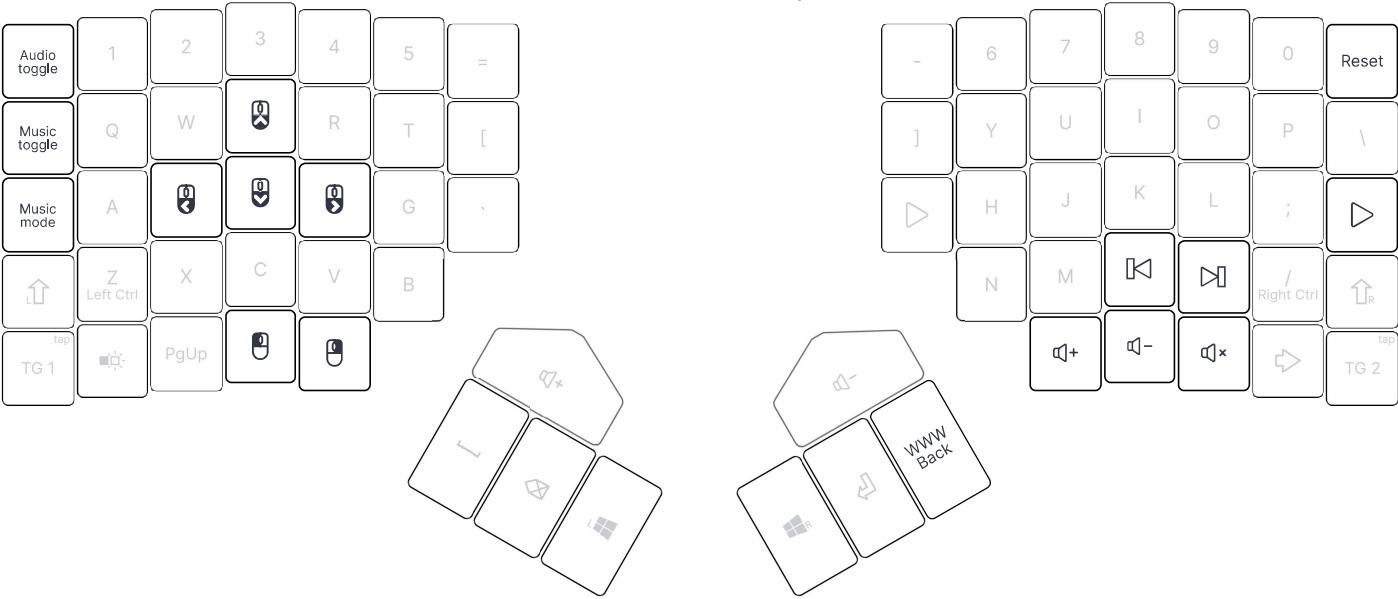 Audio
toggle
1
2
3
4
5
=
-
6
7
8
9
0
Reset
Music
toggle
Q
W
R
T
[
]
Y
U
I
O
P
\
Music
mode
A
G
`
H
J
K
L
;
L
Z
Left Ctrl
X
C
V
B
N
M
/
Right Ctrl
R
TG 1
tap
PgUp
+
-
×
TG 2
tap
+
-
L
R
WWW
Back